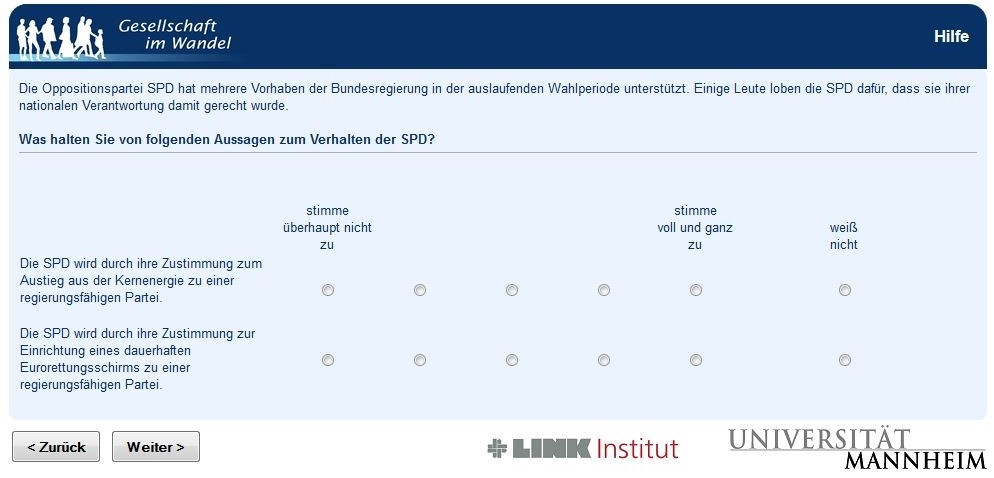 Gesellschaft
im Wandel
Hilfe
Die Oppositionspartei SPD hat mehrere Vorhaben der Bundesregierung in der auslaufenden Wahlperiode unterstützt. Einige Leute loben die SPD dafür, dass sie ihrer
nationalen Verantwortung damit gerecht wurde.
Was halten Sie von folgenden Aussagen zum Verhalten der SPD?
stimme
überhaupt nicht
zu
stimme
voll und ganz
zu
weiß
nicht
Die SPD wird durch ihre Zustimmung zum
Austieg aus der Kernenergie zu einer
regierungsfähigen Partei.
Die SPD wird durch ihre Zustimmung zur
Einrichtung eines dauerhaften
Eurorettungsschirms zu einer
regierungsfähigen Partei.
< Zurück
Weiter >
LINK Institut
UNIVERSITÄT
MANNHEIM